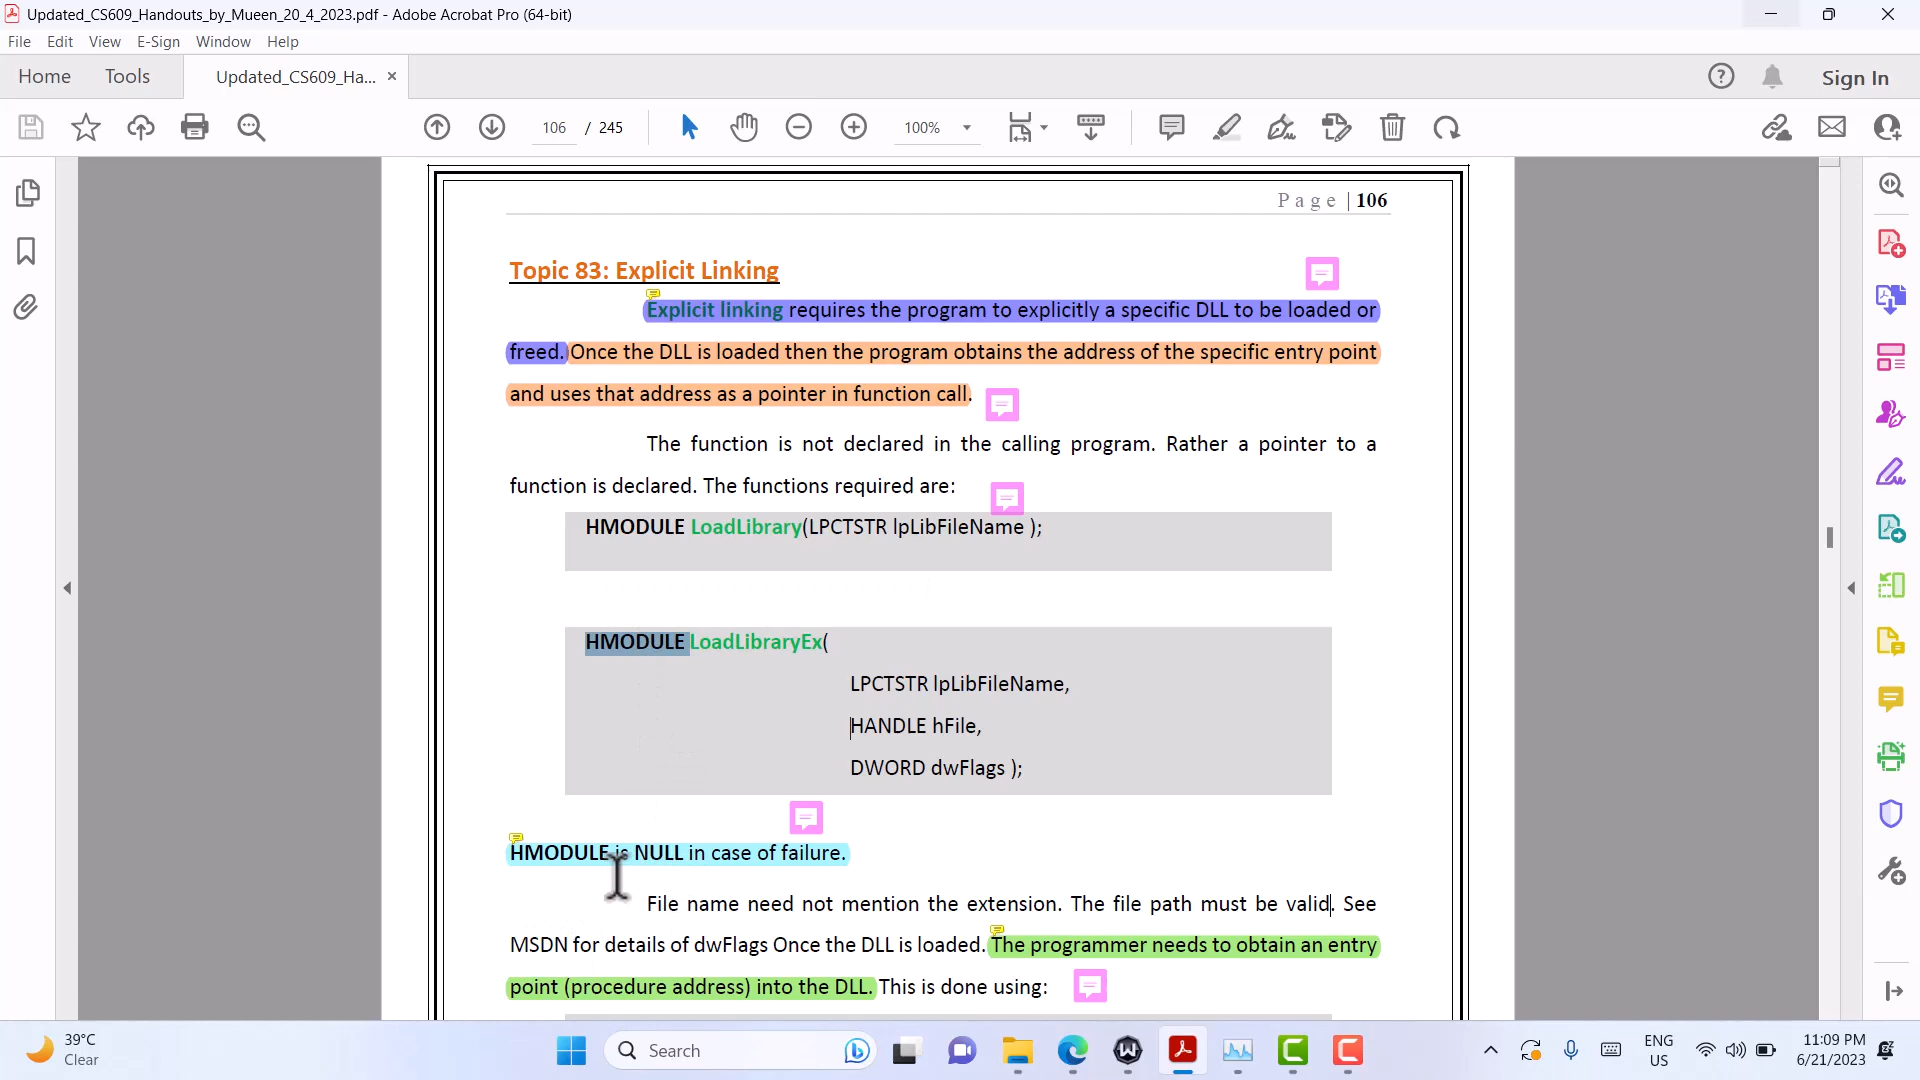 Updated_CS609_Handouts_by_Mueen_20_4_2023.pdf - Adobe Acrobat Pro (64-bit)
File Edit View E-Sign Window Help
Home Tools Updated_CS609_Ha... × Sign In
106 / 245 100%
Page | 106
Topic 83: Explicit Linking
Explicit linking requires the program to explicitly a specific DLL to be loaded or
freed. Once the DLL is loaded then the program obtains the address of the specific entry point
and uses that address as a pointer in function call.
The function is not declared in the calling program. Rather a pointer to a
function is declared. The functions required are:
HMODULE LoadLibrary(LPCTSTR lpLibFileName );
HMODULE LoadLibraryEx(
LPCTSTR lpLibFileName,
HANDLE hFile,
DWORD dwFlags );
HMODULE is NULL in case of failure.
File name need not mention the extension. The file path must be valid. See
MSDN for details of dwFlags Once the DLL is loaded. The programmer needs to obtain an entry
point (procedure address) into the DLL. This is done using:
39°C
Clear
Search
ENG
US
11:09 PM
6/21/2023